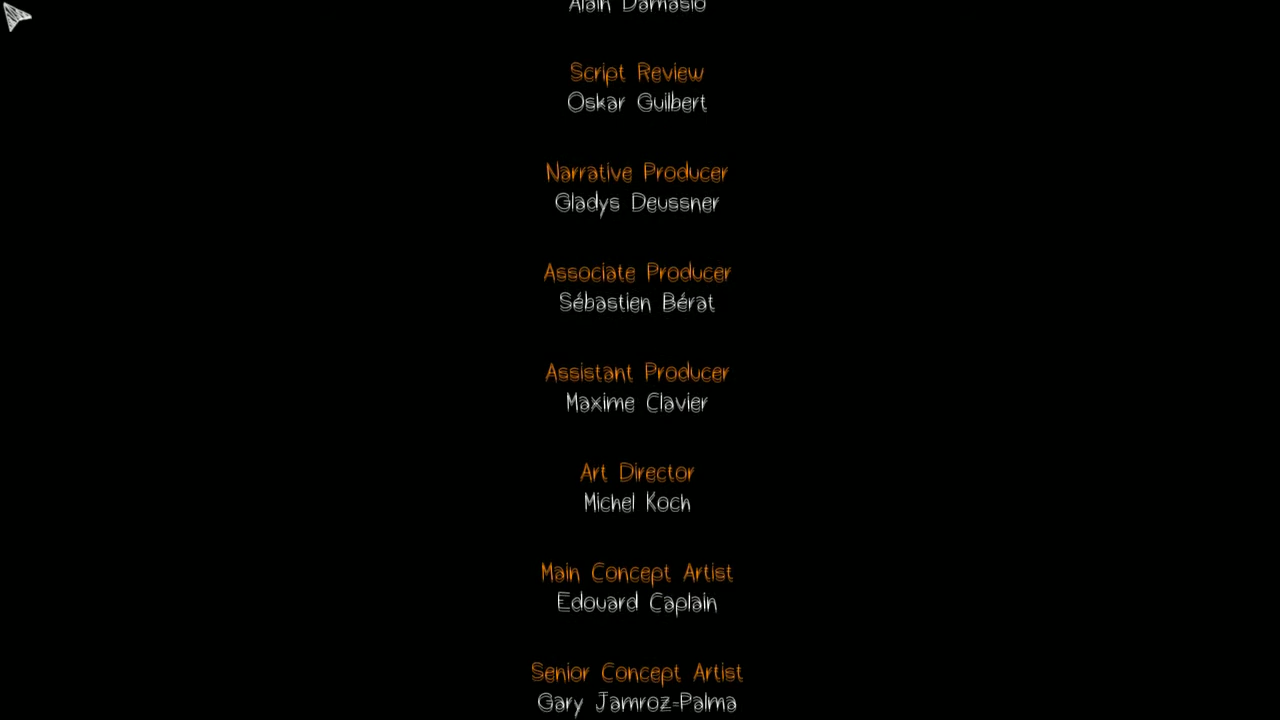 Alain Damasio
Script Review
Oskar Guilbert
Narrative Producer
Gladys Deussner
Associate Producer
Sébastien Bérat
Assistant Producer
Maxime Clavier
Art Director
Michel Koch
Main Concept Artist
Edouard Caplain
Senior Concept Artist
Gary Jamroz-Palma